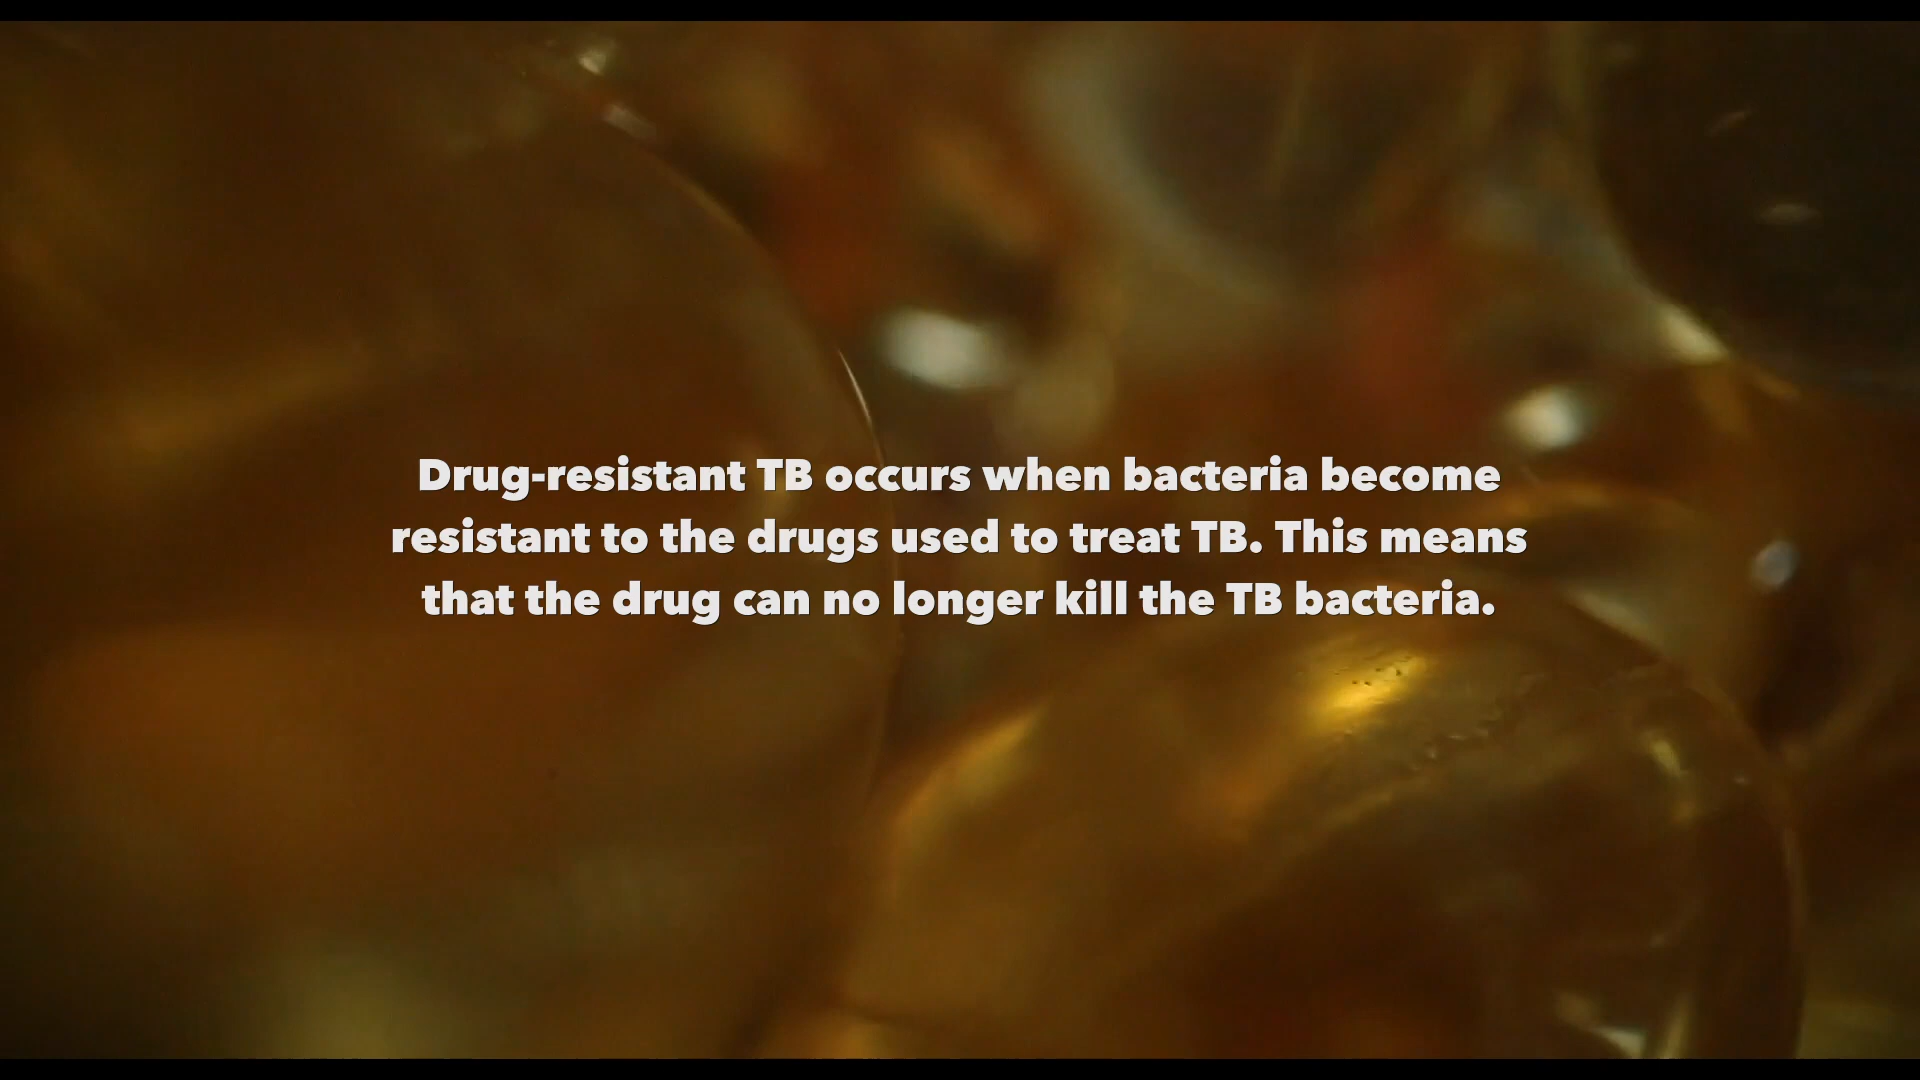 Drug-resistant TB occurs when bacteria become
resistant to the drugs used to treat TB. This means
that the drug can no longer kill the TB bacteria.